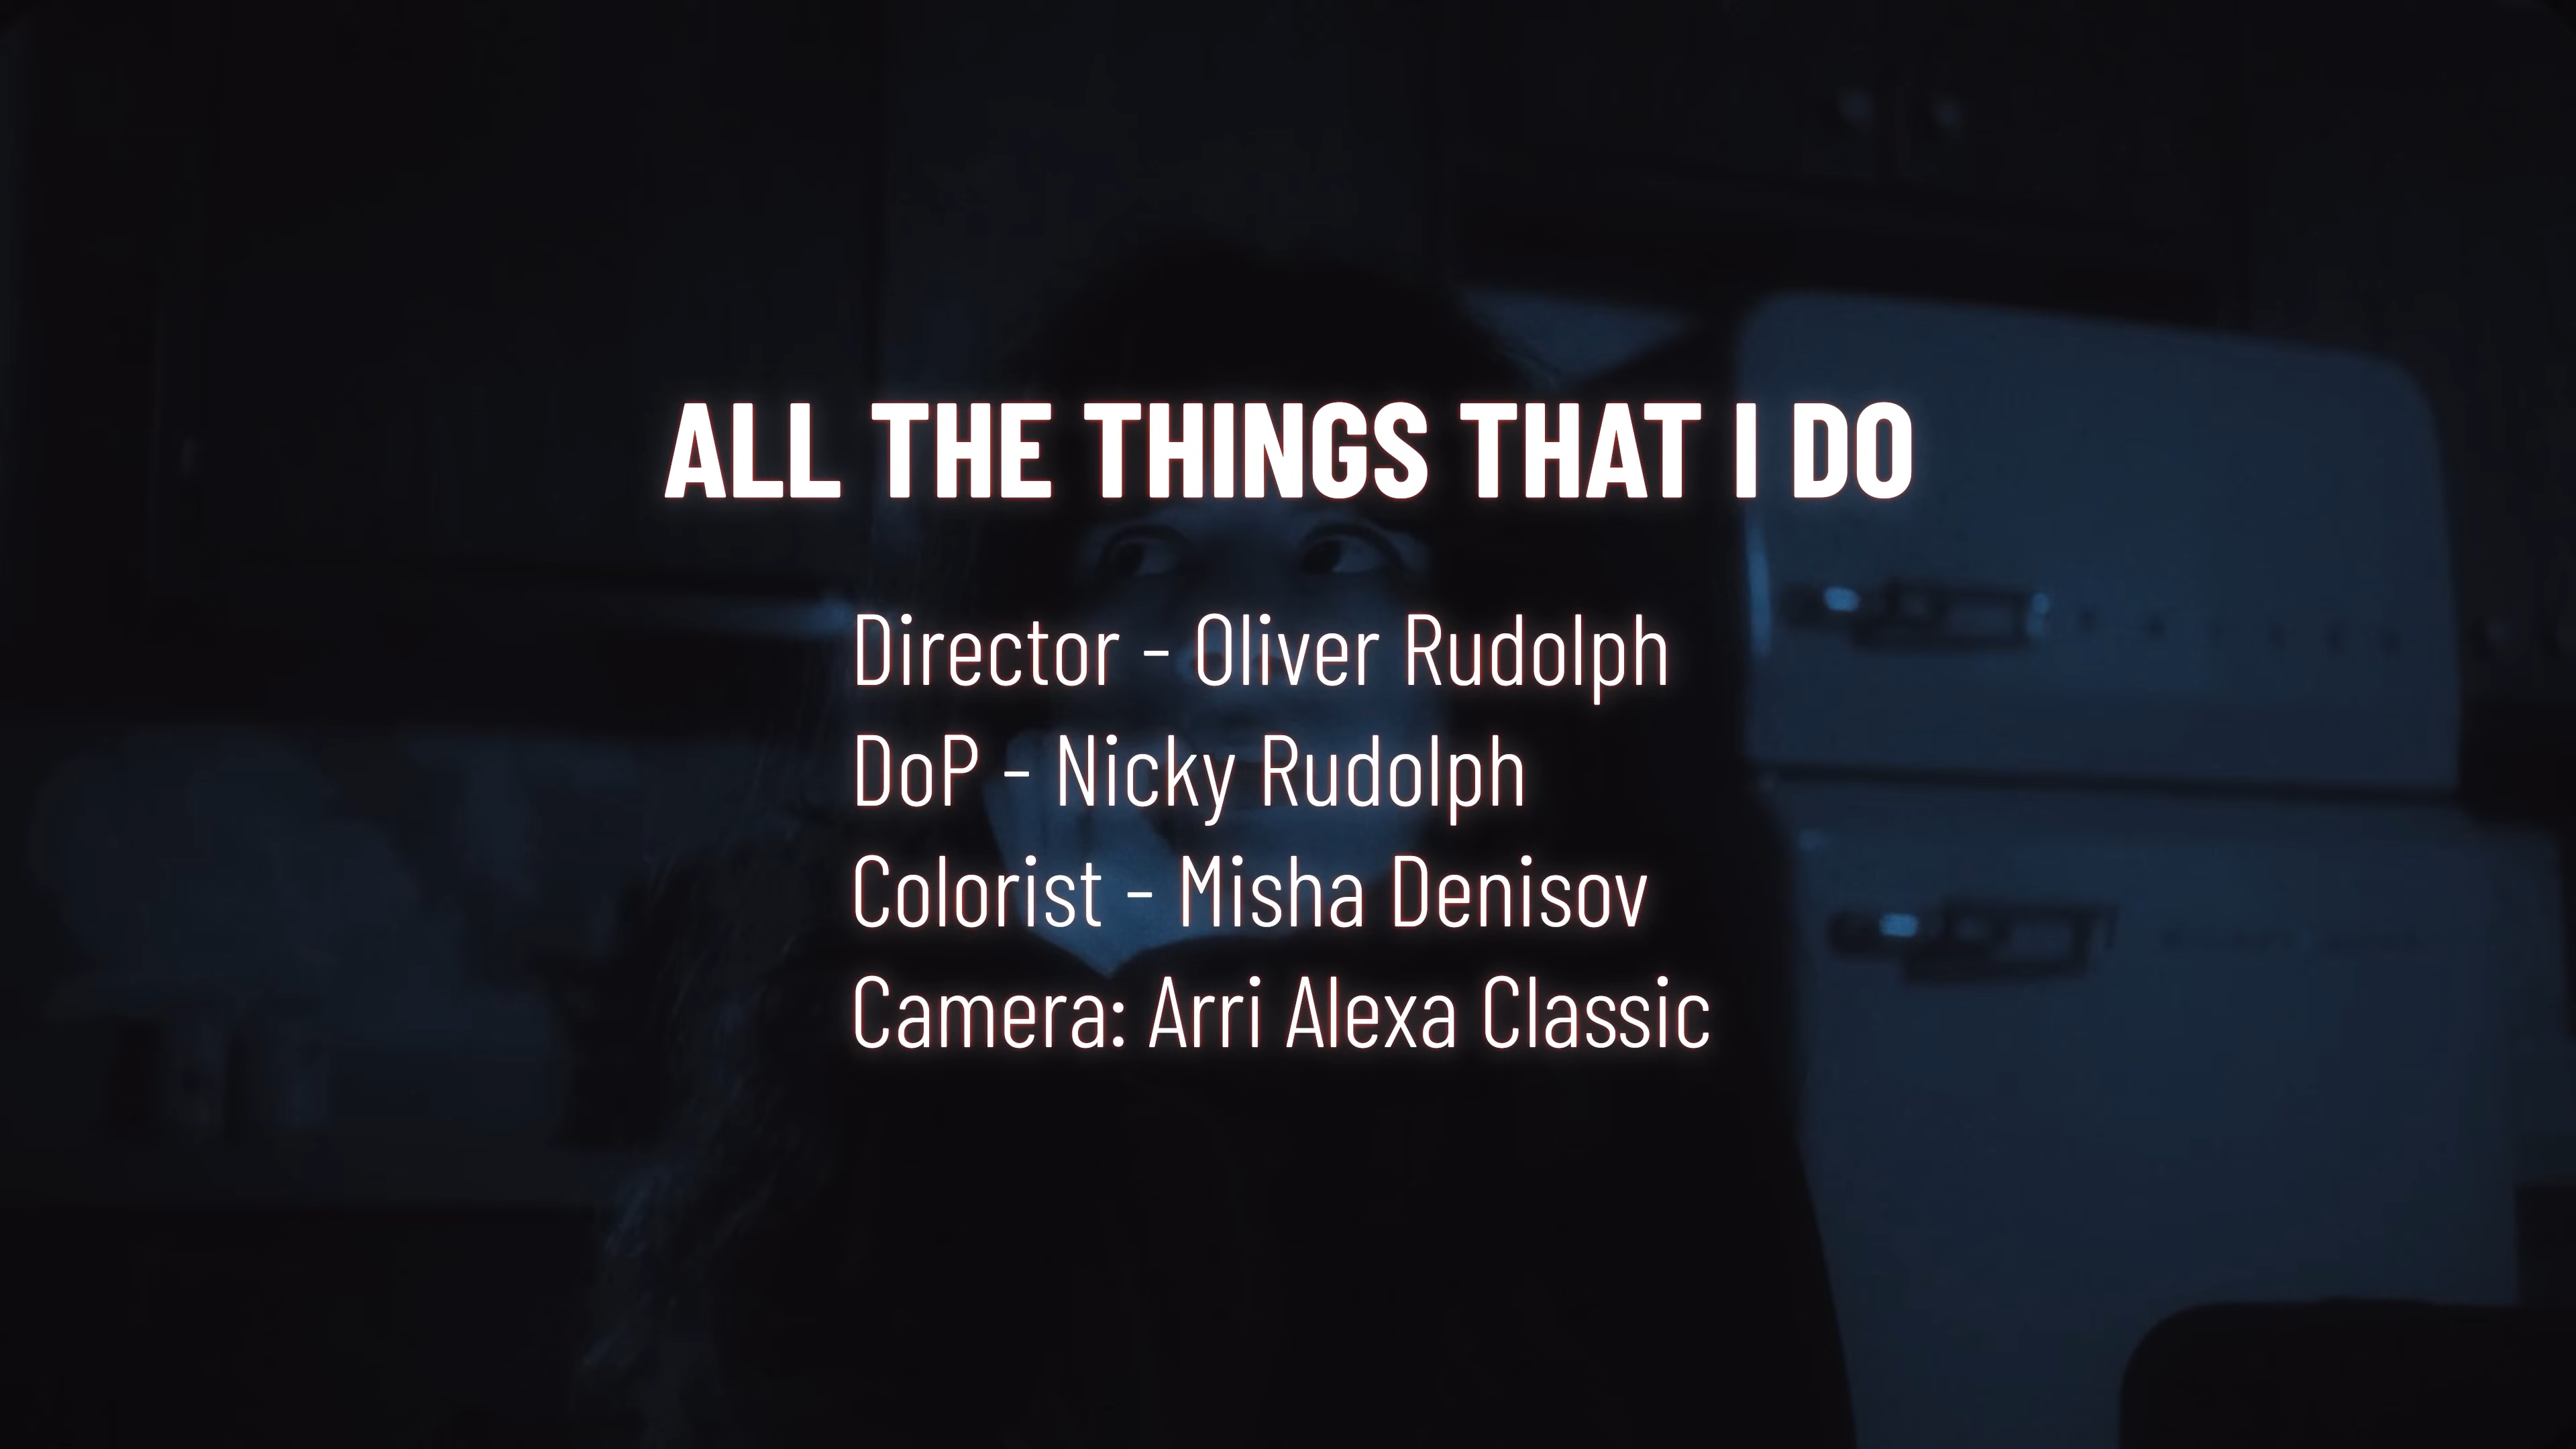 ALL THE THINGS THAT I DO
Director - Oliver Rudolph
DoP - Nicky Rudolph
Colorist - Misha Denisov
Camera: Arri Alexa Classic